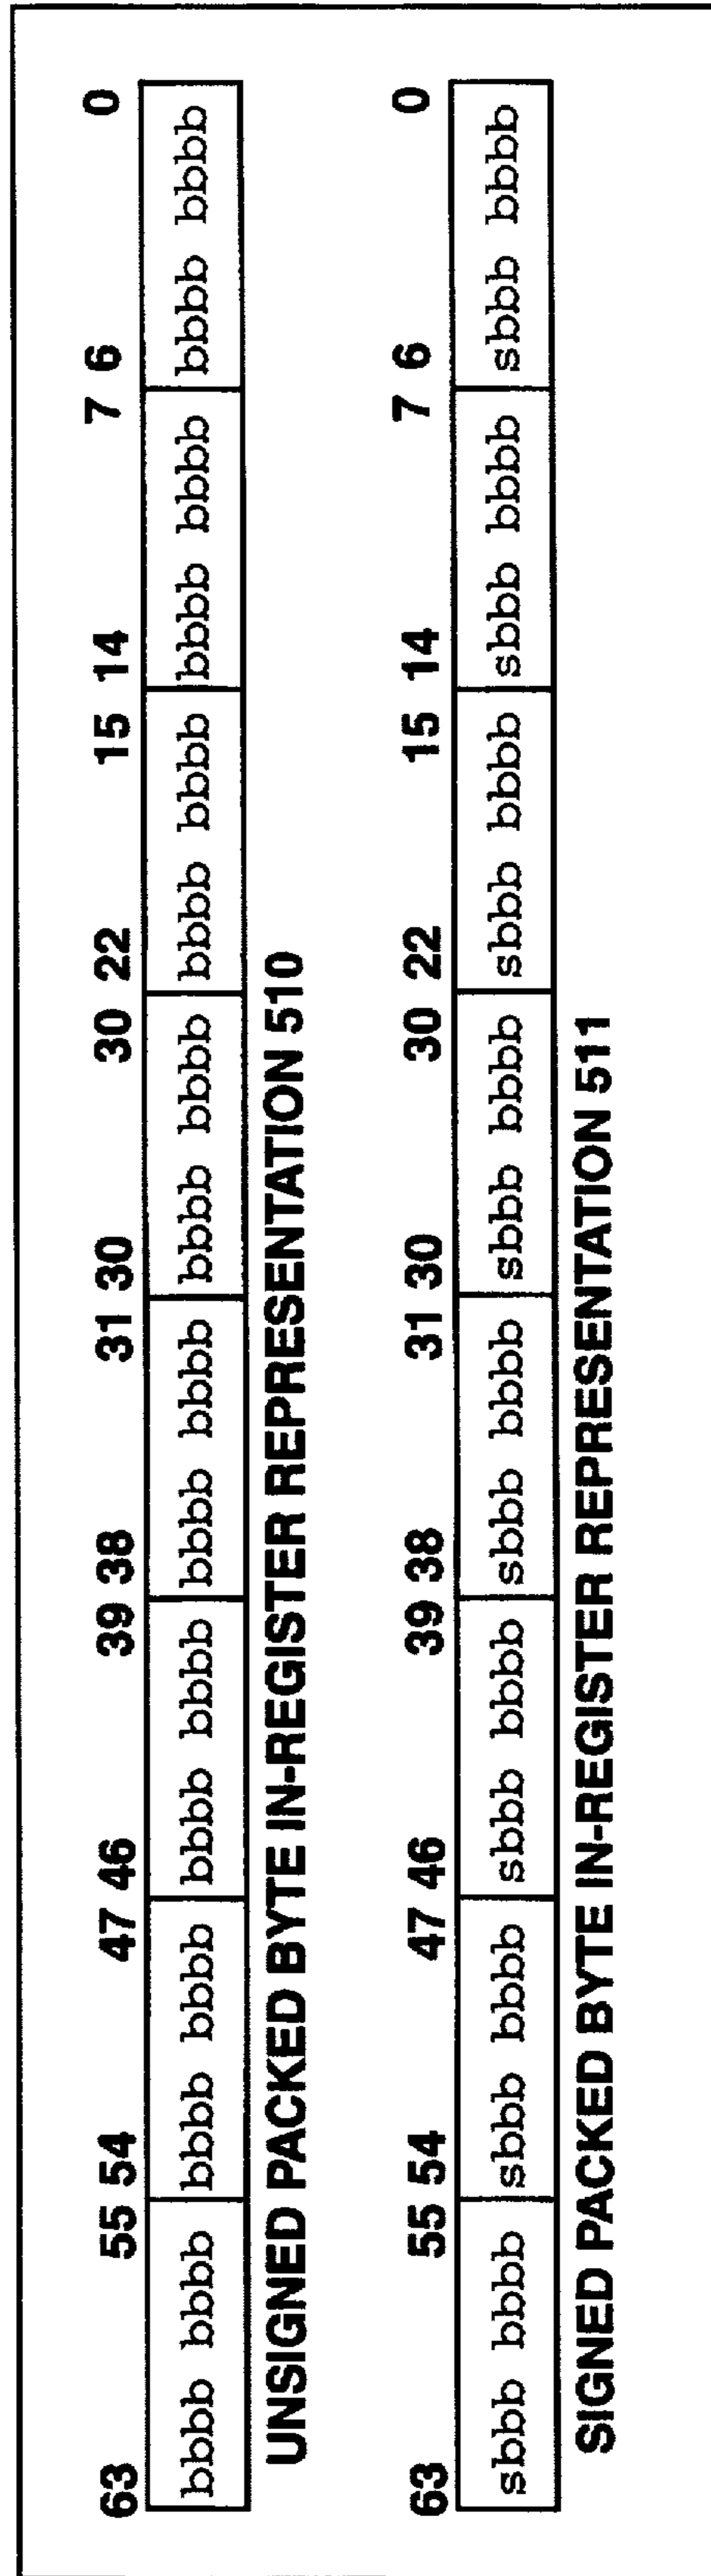 63 55 54 47 46 39 38 31 30 30 22 15 14 7 6 0
bbbb bbbb bbbb bbbb bbbb bbbb bbbb bbbb bbbb bbbb bbbb bbbb bbbb bbbb bbbb bbbb
UNSIGNED PACKED BYTE IN-REGISTER REPRESENTATION 510
63 55 54 47 46 39 38 31 30 30 22 15 14 7 6 0
sbbb bbbb sbbb bbbb sbbb bbbb sbbb bbbb sbbb bbbb sbbb bbbb sbbb bbbb sbbb bbbb
SIGNED PACKED BYTE IN-REGISTER REPRESENTATION 511